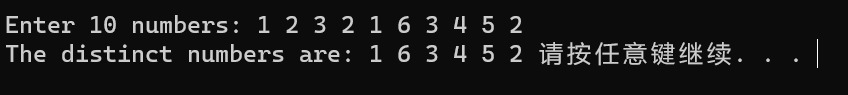 Enter 10 numbers: 1 2 3 2 1 6 3 4 5 2
The distinct numbers are: 1 6 3 4 5 2 请按任意键继续. . .